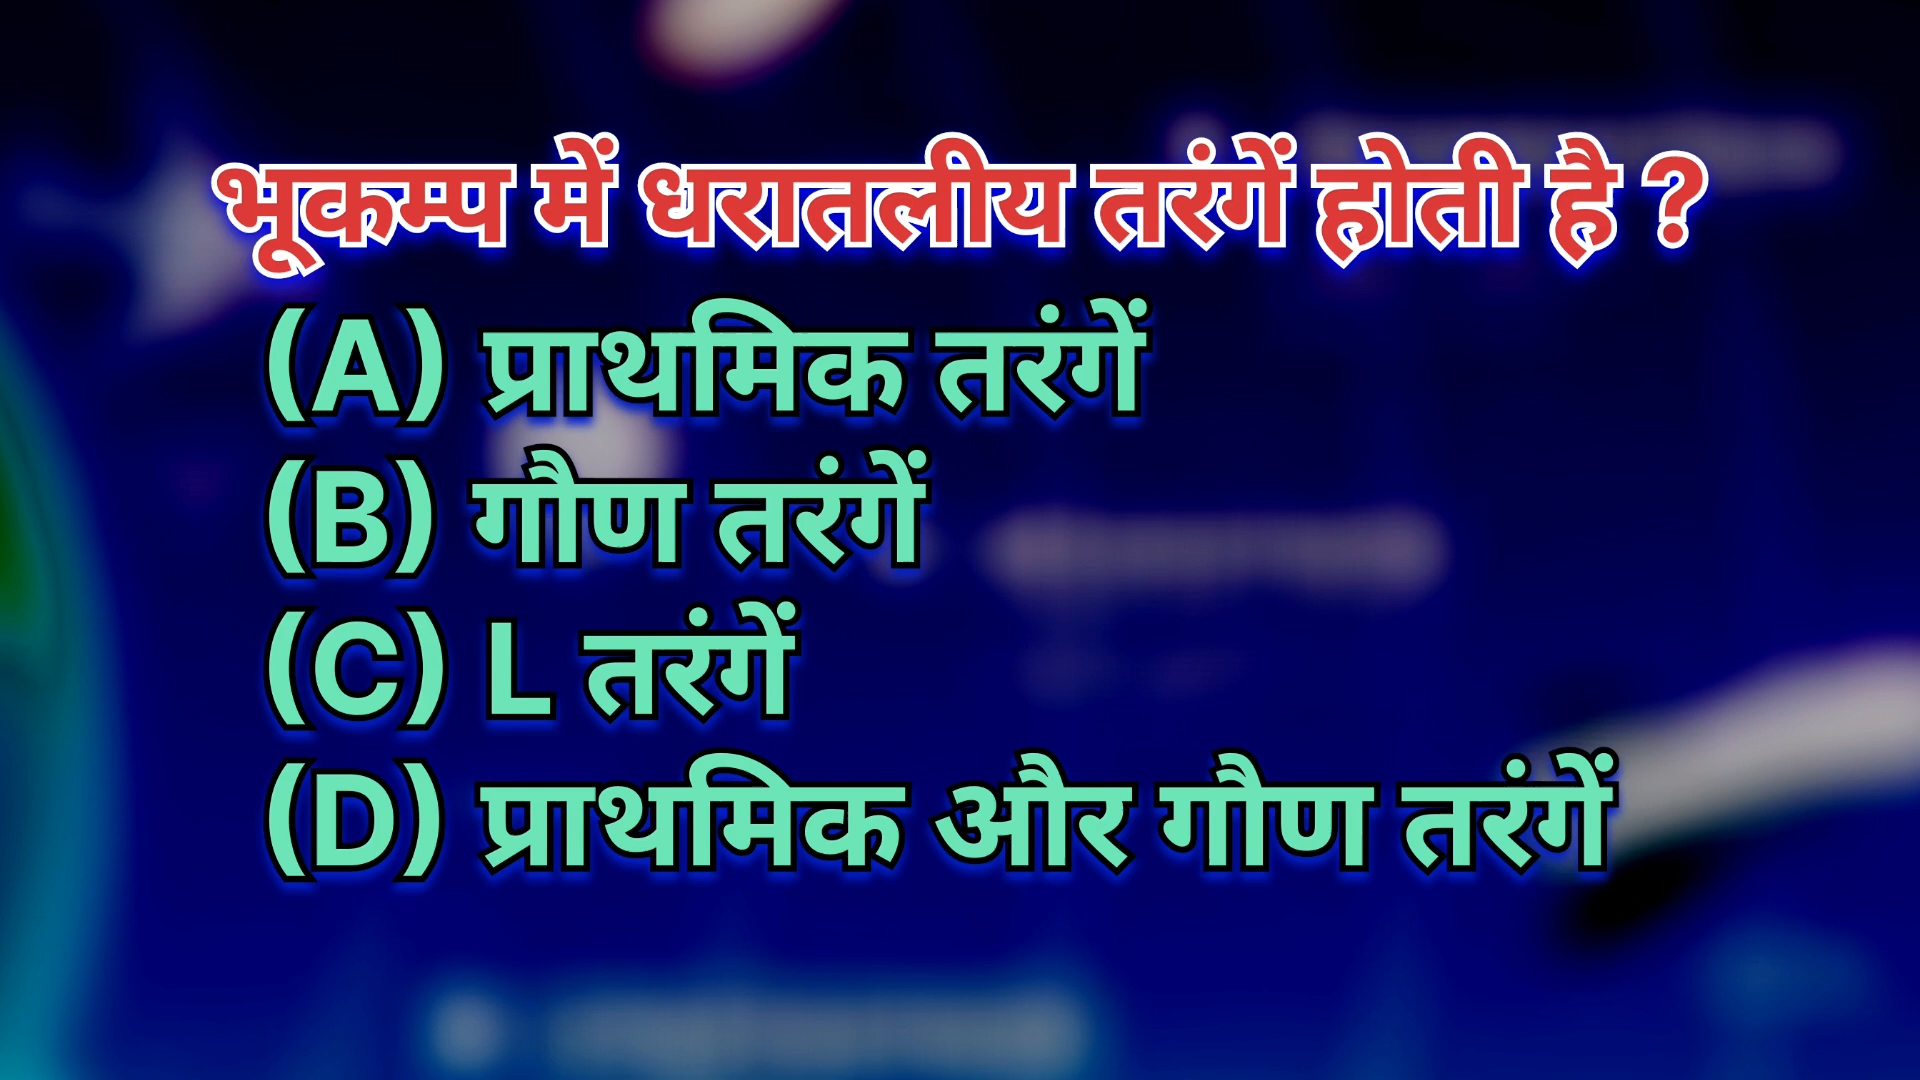 भूकम्प में धरातलीय तरंगें होती है ?
(A) प्राथमिक तरंगें
(B) गौण तरंगें
(C) L तरंगें
(D) प्राथमिक और गौण तरंगें